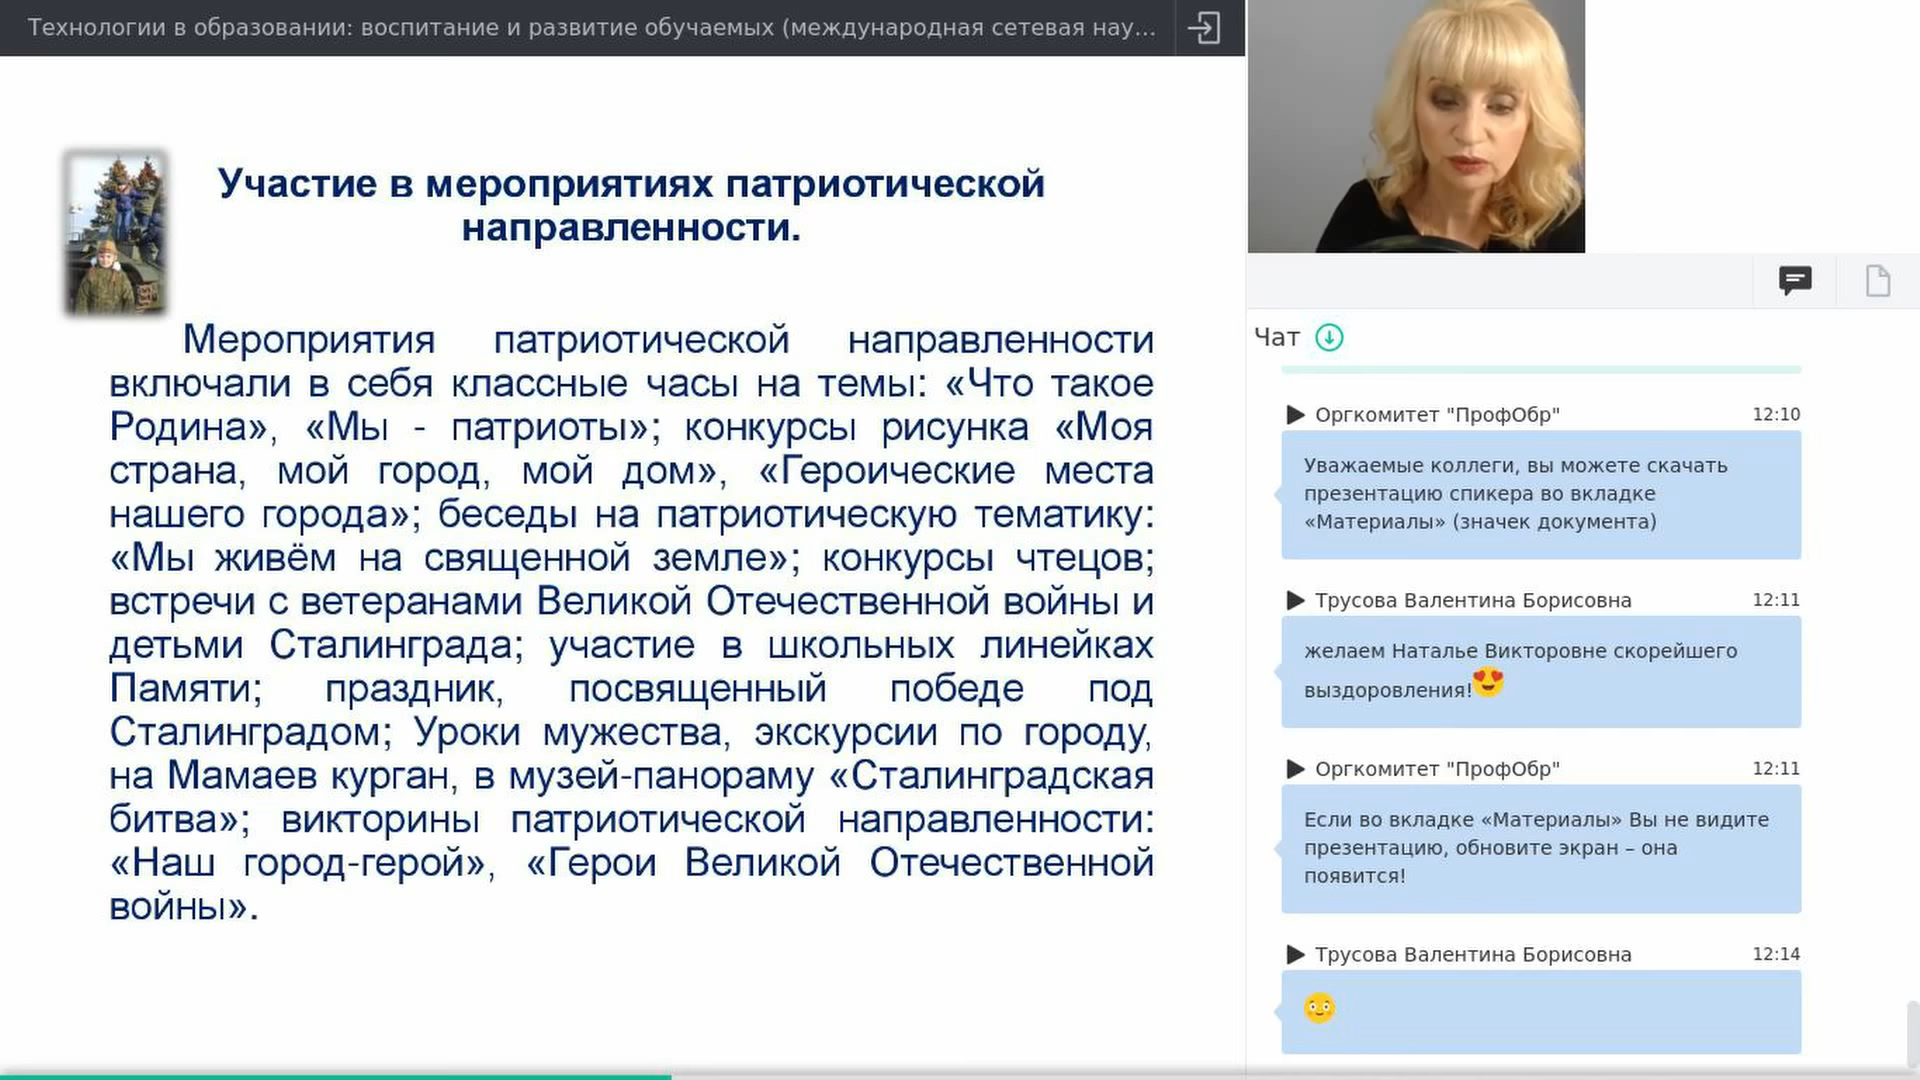 Технологии в образовании: воспитание и развитие обучаемых (международная сетевая нау...
Участие в мероприятиях патриотической
направленности.
Мероприятия патриотической направленности
включали в себя классные часы на темы: «Что такое
Родина», «Мы - патриоты»; конкурсы рисунка «Моя
страна, мой город, мой дом», «Героические места
нашего города»; беседы на патриотическую тематику:
«Мы живём на священной земле»; конкурсы чтецов;
встречи с ветеранами Великой Отечественной войны и
детьми Сталинграда; участие в школьных линейках
Памяти; праздник, посвященный победе под
Сталинградом; Уроки мужества, экскурсии по городу,
на Мамаев курган, в музей-панораму «Сталинградская
битва»; викторины патриотической направленности:
«Наш город-герой», «Герои Великой Отечественной
войны».
Чат
Оргкомитет "ПрофОбр" 12:10
Уважаемые коллеги, вы можете скачать
презентацию спикера во вкладке
«Материалы» (значек документа)
Трусова Валентина Борисовна 12:11
желаем Наталье Викторовне скорейшего
выздоровления!😍
Оргкомитет "ПрофОбр" 12:11
Если во вкладке «Материалы» Вы не видите
презентацию, обновите экран – она
появится!
Трусова Валентина Борисовна 12:14
😳